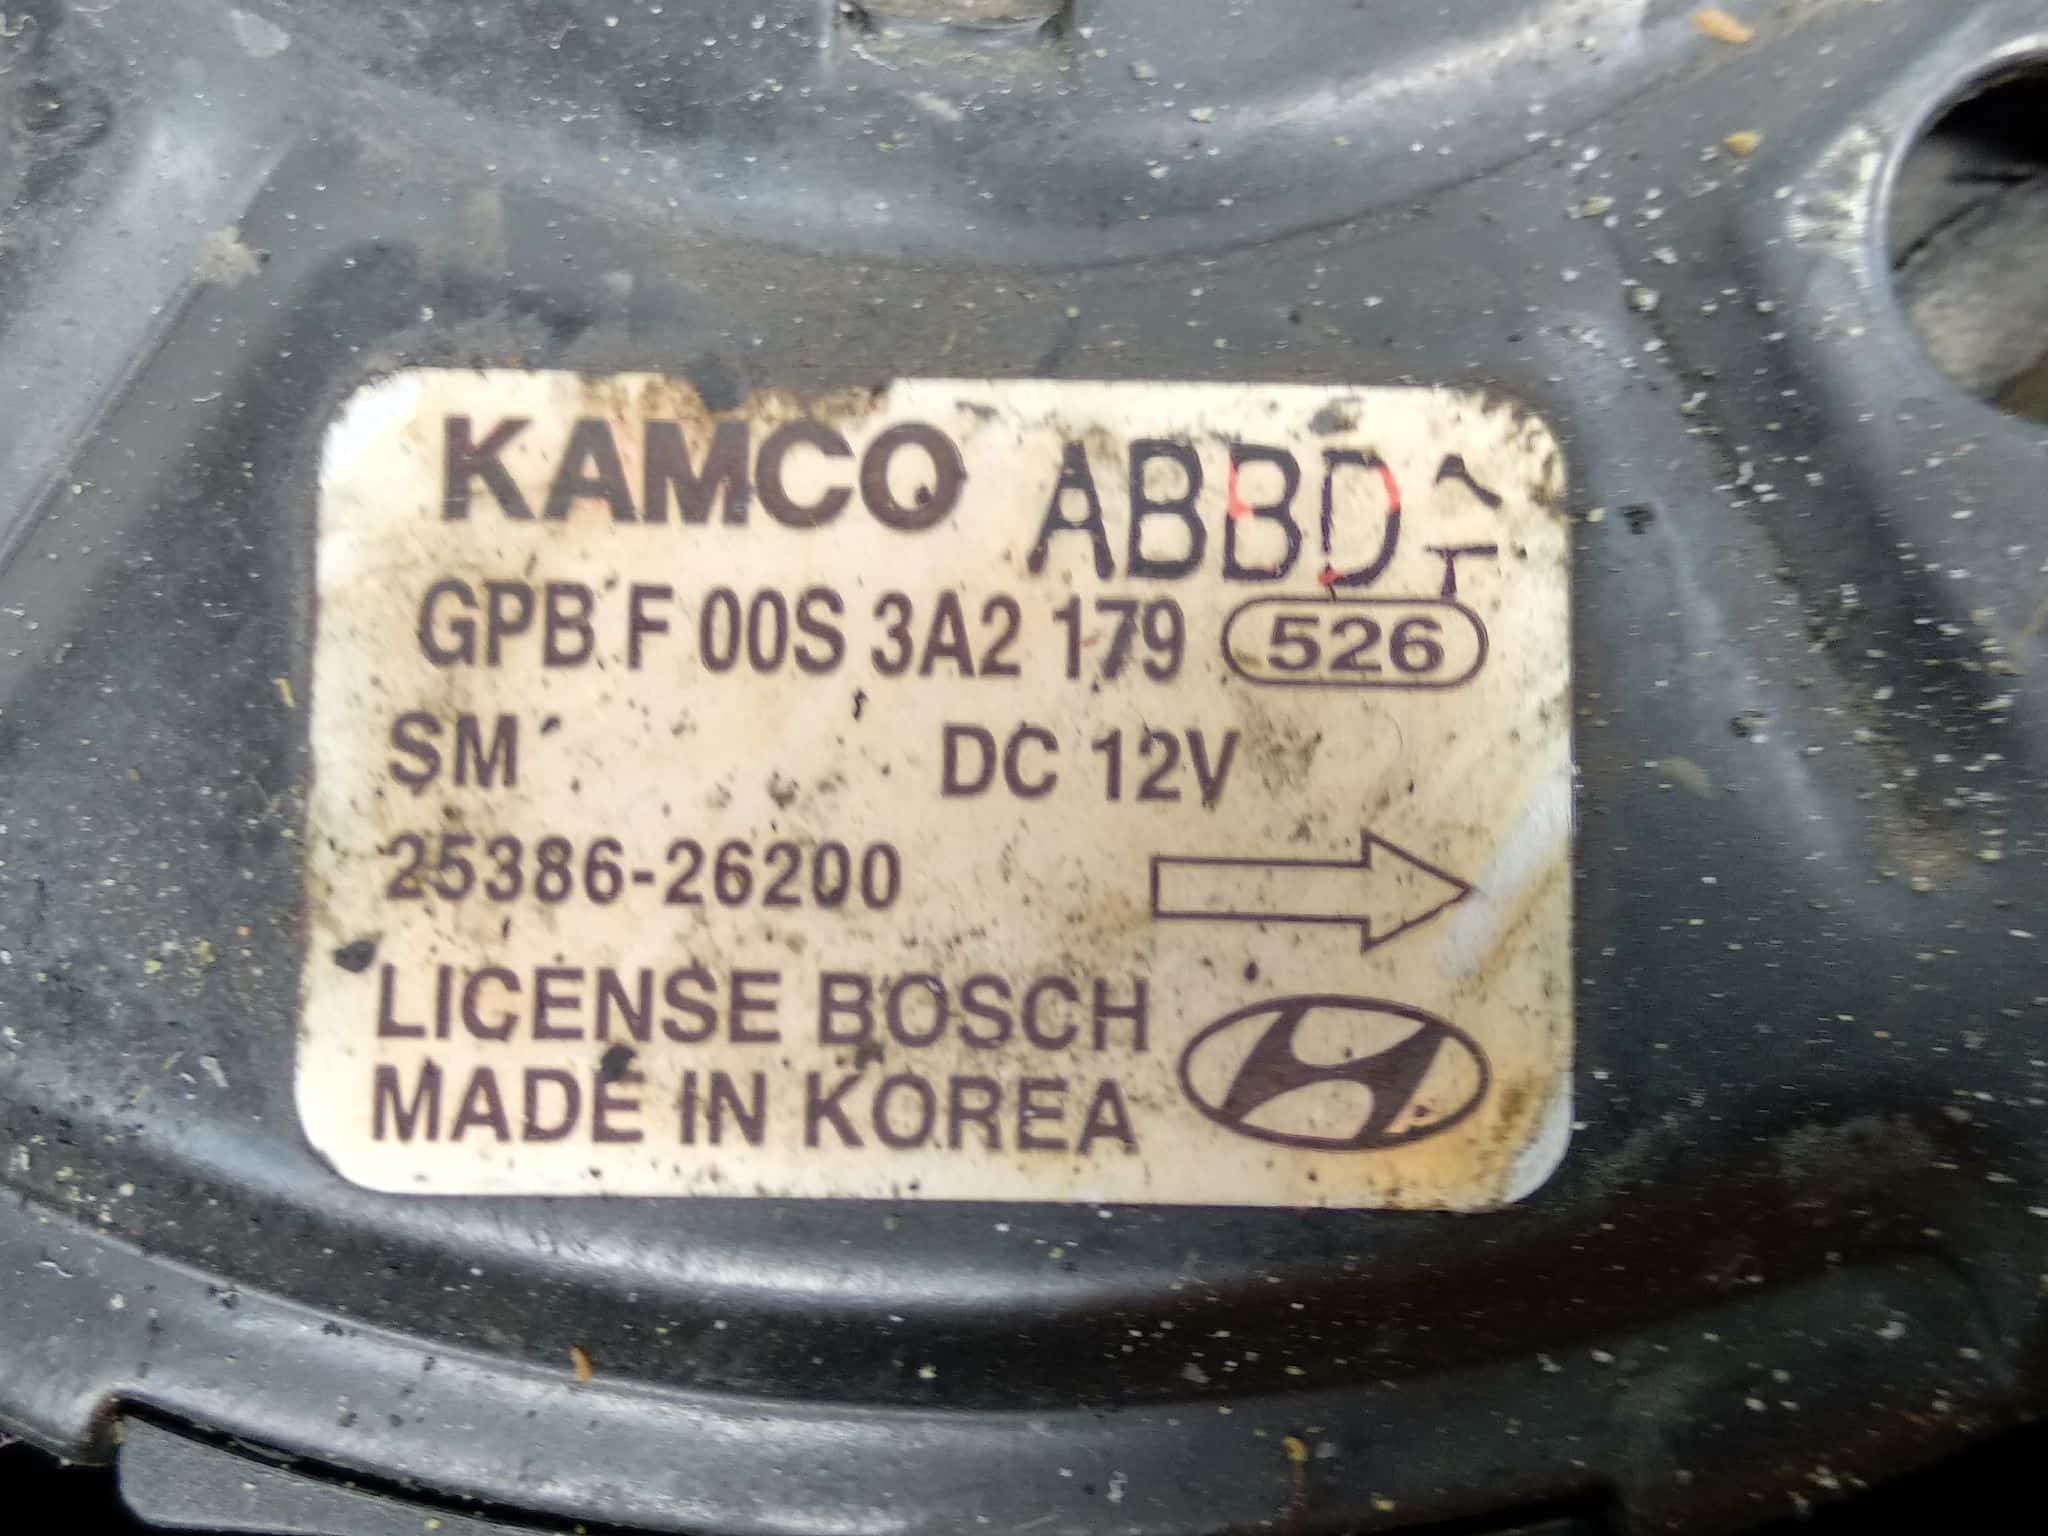 KAMCO ABBD
GPB F 00S 3A2 179 526
SM DC 12V
25386-26200
LICENSE BOSCH
MADE IN KOREA